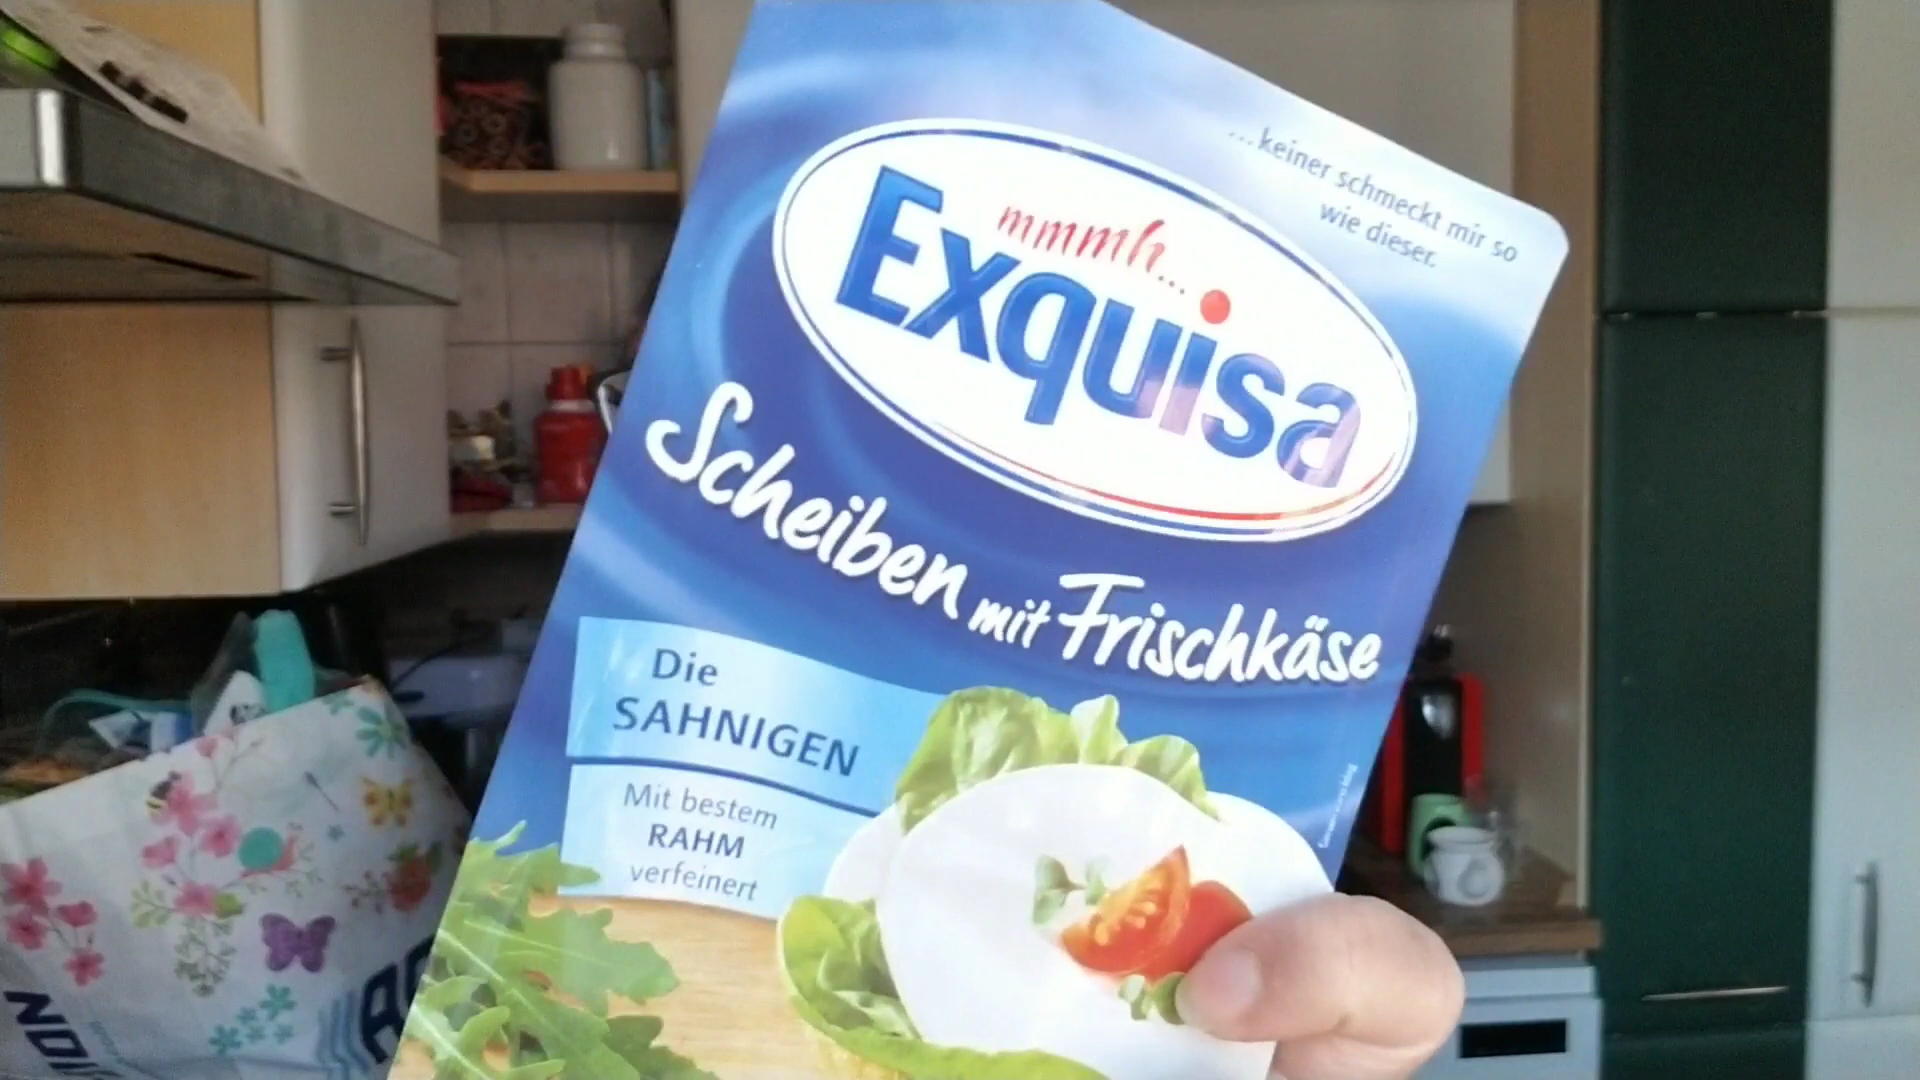 ...keiner schmeckt mir so
wie dieser.
mmmh...
Exquisa
Scheiben mit Frischkäse
Die
SAHNIGEN
Mit bestem
RAHM
verfeinert